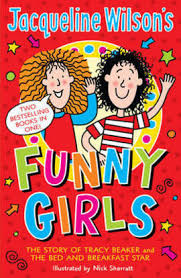 Jacqueline Wilson's
TWO
BESTSELLING
BOOKS IN
ONE!
FUNNY
GIRLS
THE STORY OF TRACY BEAKER and
THE BED AND BREAKFAST STAR
Illustrated by Nick Sharratt